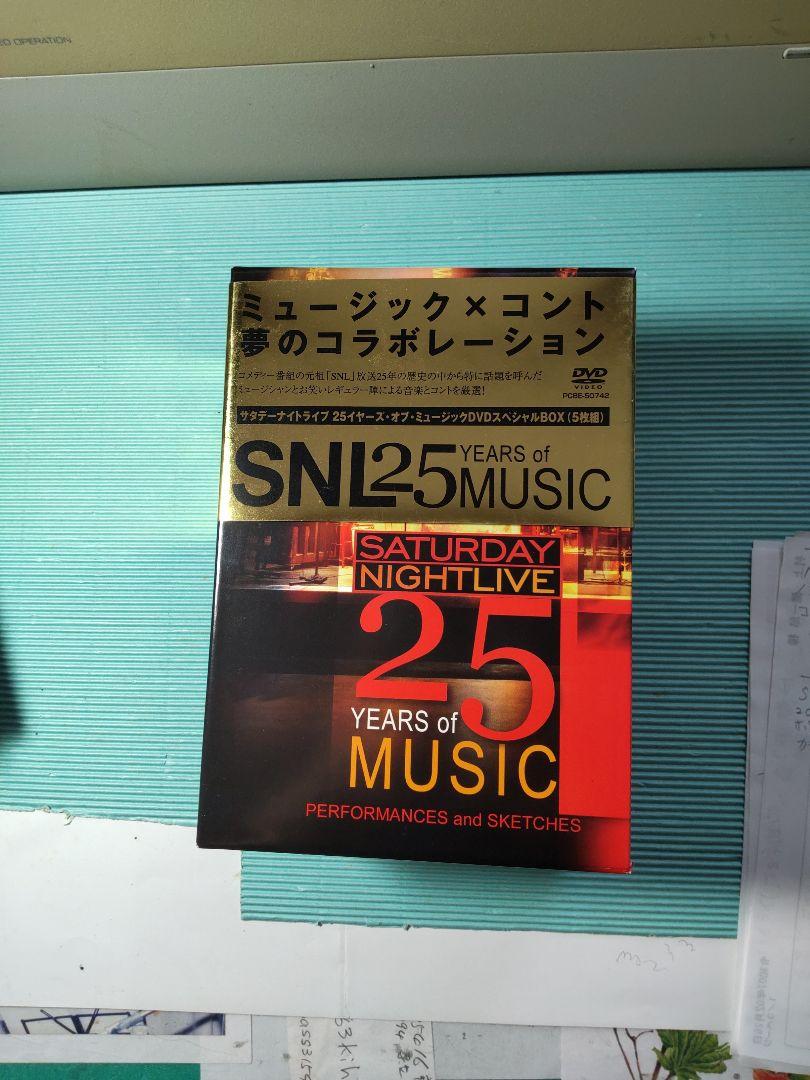 ED OPERATION
ミュージック×コント
夢のコラボレーション
コメディー番組の元祖「SNL」放送25年の歴史の中から特に話題を呼んだ
ミュージシャンとお笑いレギュラー陣による音楽とコントを厳選!
DVD
VIDEO
PCBE-50742
サタデーナイトライブ 25イヤーズ・オブ・ミュージックDVDスペシャルBOX(5枚組)
SNL25 YEARS of MUSIC
SATURDAY
NIGHT LIVE
25
YEARS of
MUSIC
PERFORMANCES and SKETCHES